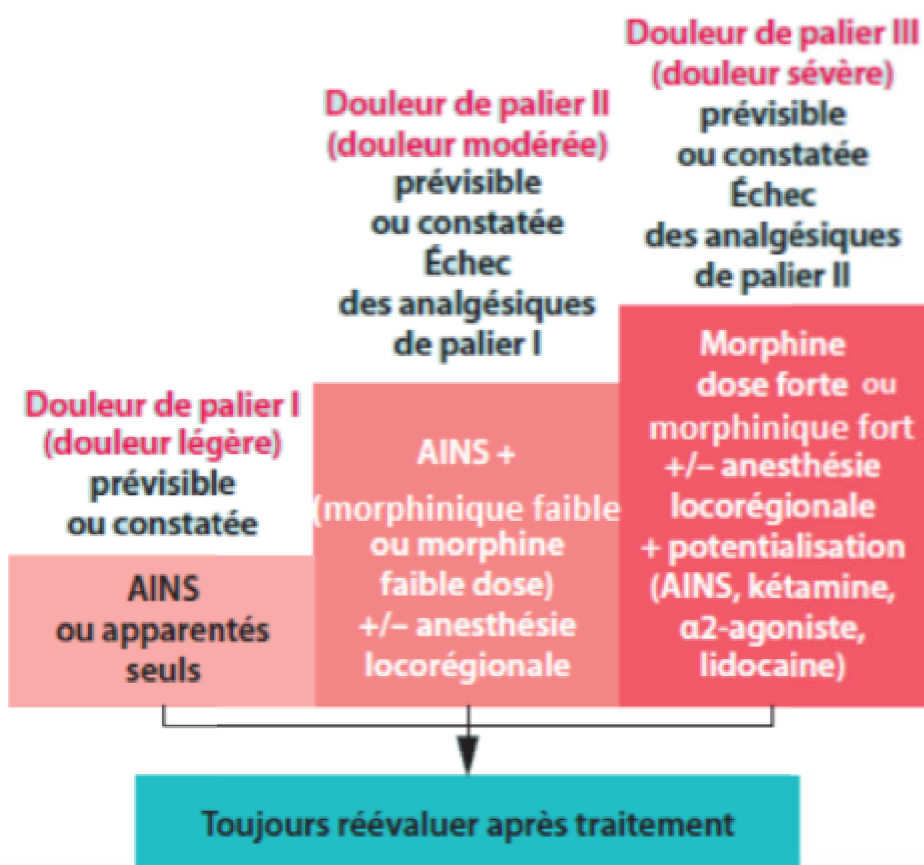 Douleur de palier I
(douleur légère)
prévisible
ou constatée
AINS
ou apparentés
seuls
Douleur de palier II
(douleur modérée)
prévisible
ou constatée
Échec
des analgésiques
de palier I
AINS +
(morphinique faible
ou morphine
faible dose)
+/– anesthésie
locorégionale
Douleur de palier III
(douleur sévère)
prévisible
ou constatée
Échec
des analgésiques
de palier II
Morphine
dose forte ou
morphinique fort
+/– anesthésie
locorégionale
+ potentialisation
(AINS, kétamine,
α2-agoniste,
lidocaine)
Toujours réévaluer après traitement